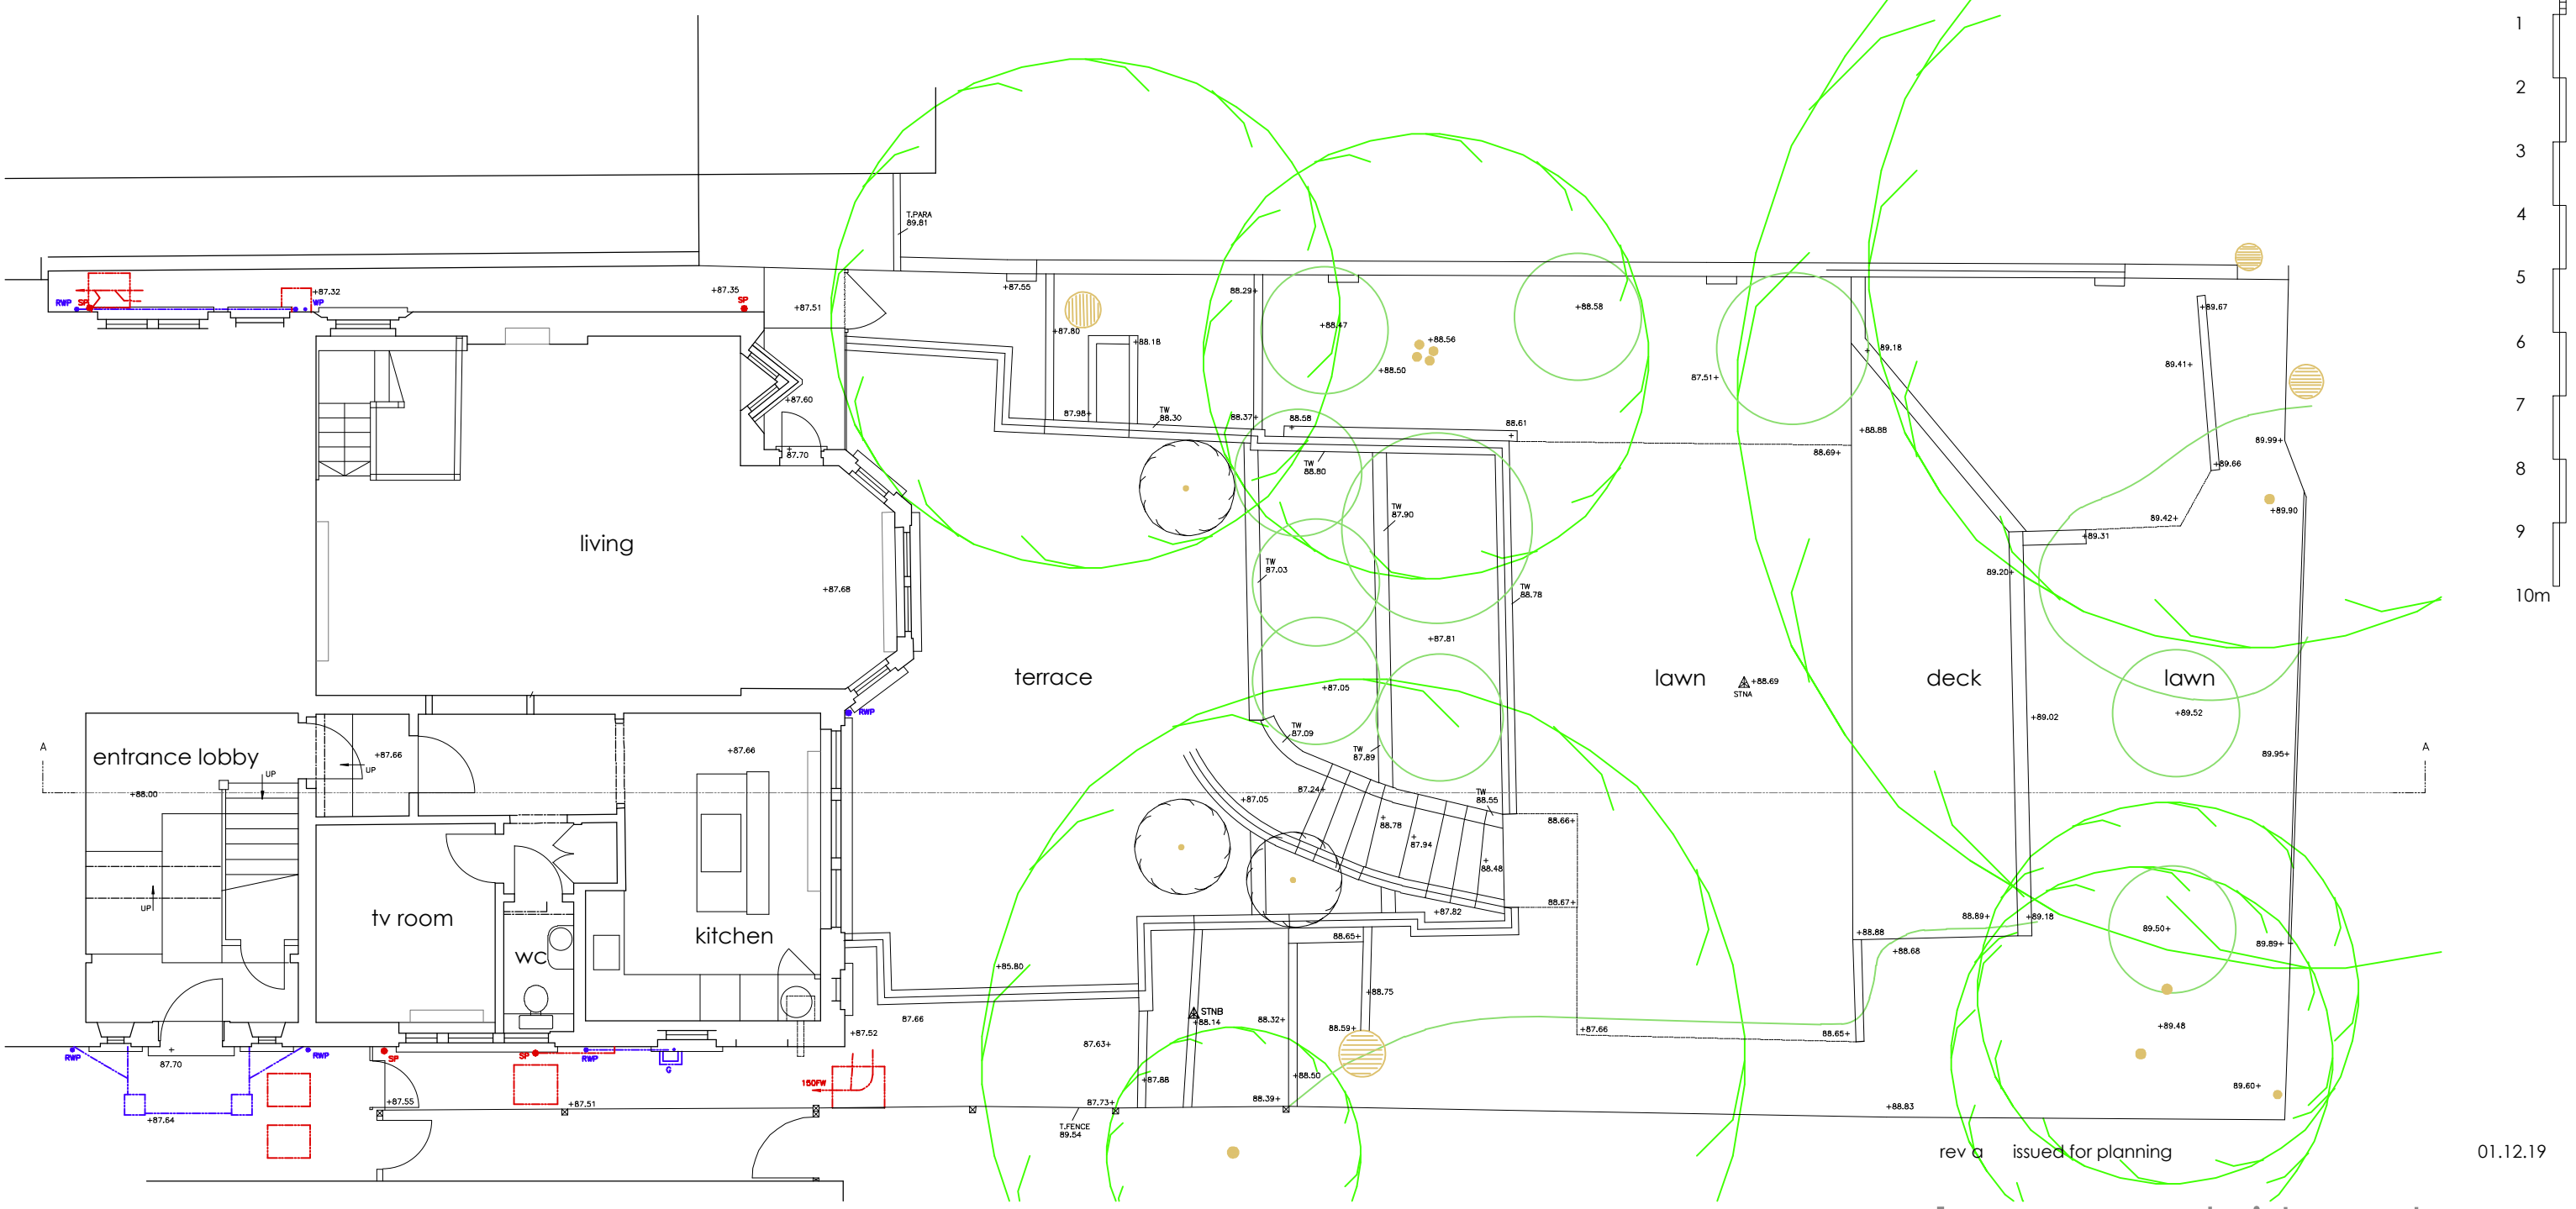 1
2
3
4
T.PARA
89.81
5
+87.32
+87.35
+87.55
88.29+
RWP
SP
WP
SP
+87.51
+88.47
+88.58
+89.67
+87.80
+88.18
+88.56
6
89.18
+88.50
87.51+
89.41+
+87.60
87.98+
TW
88.30
88.37+
88.58
88.61
7
+88.88
89.99+
87.70
88.69+
TW
88.80
+89.66
8
TW
87.90
+89.90
89.42+
9
living
+89.31
TW
87.03
89.20+
+87.68
TW
88.78
10m
+87.81
terrace
lawn
+88.69
STNA
deck
lawn
+87.05
RWP
+89.52
+89.02
TW
87.09
A
entrance lobby
+87.66
+87.66
TW
87.89
89.95+
A
UP
UP
+88.00
87.24+
+87.05
TW
88.55
88.66+
+
88.78
+
87.94
+
88.48
UP
tv room
kitchen
wc
88.67+
+87.82
88.89+
+89.18
88.65+
+88.88
89.50+
+88.68
89.89+
+85.80
+88.75
STNB
+88.14
87.66
88.32+
88.59+
+87.66
88.65+
+89.48
+87.52
87.63+
RWP
RWP
SP
SP
RWP
G
87.70
150FW
+87.88
+88.50
89.60+
+87.55
+87.51
87.73+
88.39+
+88.83
+87.64
T.FENCE
89.54
rev a issued for planning 01.12.19